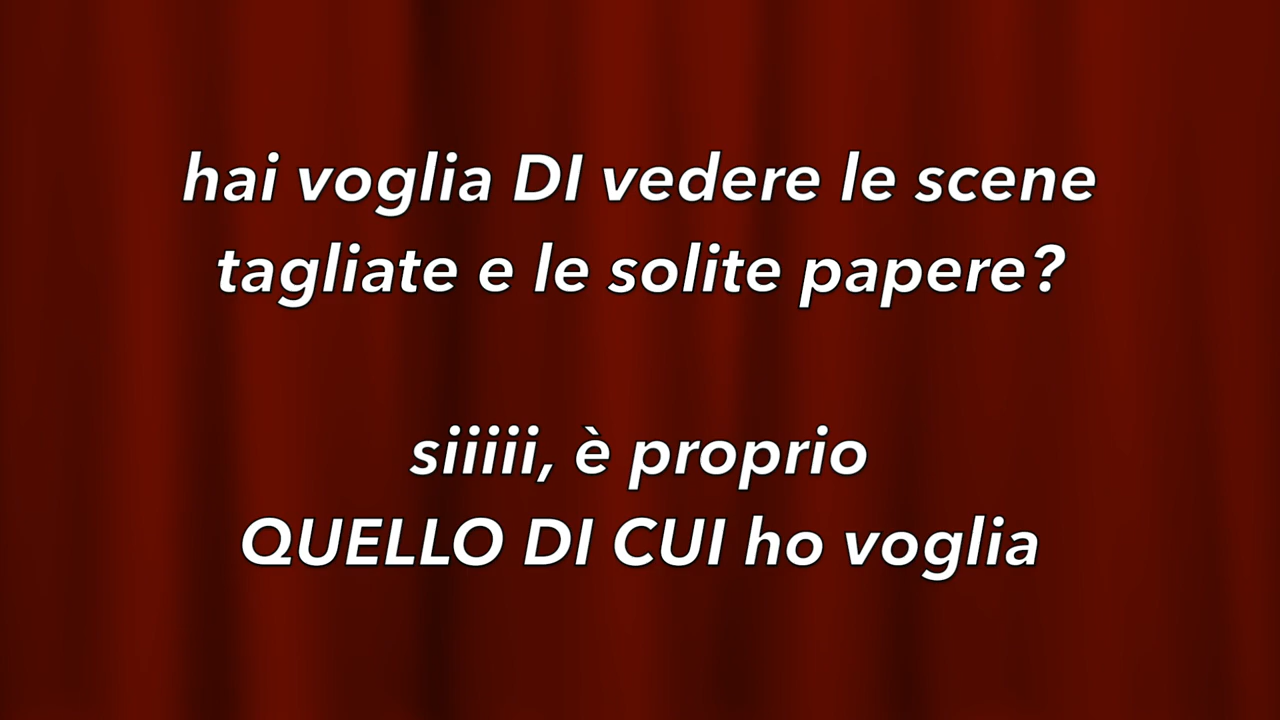 hai voglia DI vedere le scene
tagliate e le solite papere?
siiiii, è proprio
QUELLO DI CUI ho voglia